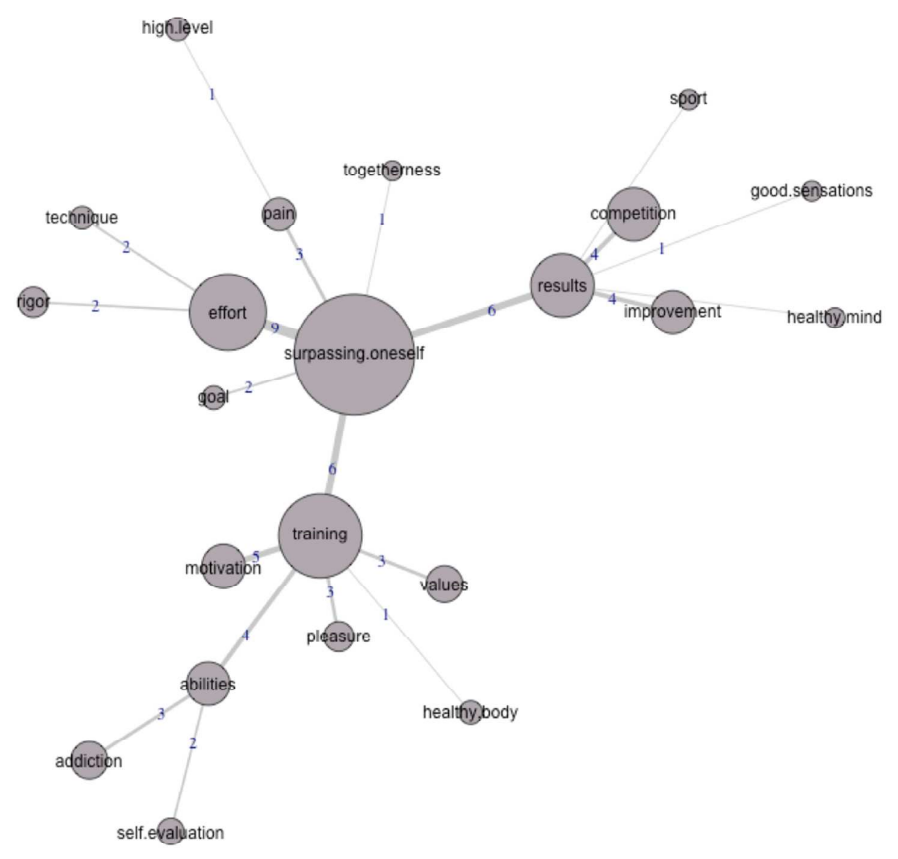 high.level
1
sport
togetherness
good.sensations
technique
pain
1
competition
2
3
4
1
results
rigor
2
effort
9
6
4
improvement
healthy.mind
surpassing.oneself
goal
2
6
training
motivation
5
3
values
3
1
pleasure
4
abilities
healthy.body
3
2
addiction
self.evaluation